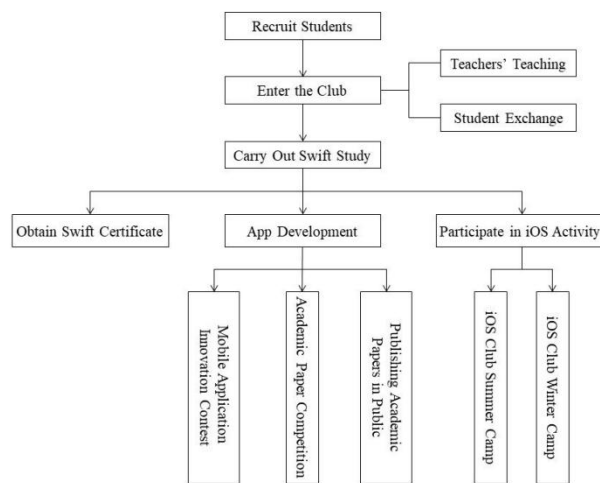 Recruit Students
Teachers’ Teaching
Enter the Club
Student Exchange
Carry Out Swift Study
Obtain Swift Certificate
App Development
Participate in iOS Activity
Mobile Application
Innovation Contest
Academic Paper Competition
Publishing Academic
Papers in Public
iOS Club Summer Camp
iOS Club Winter Camp